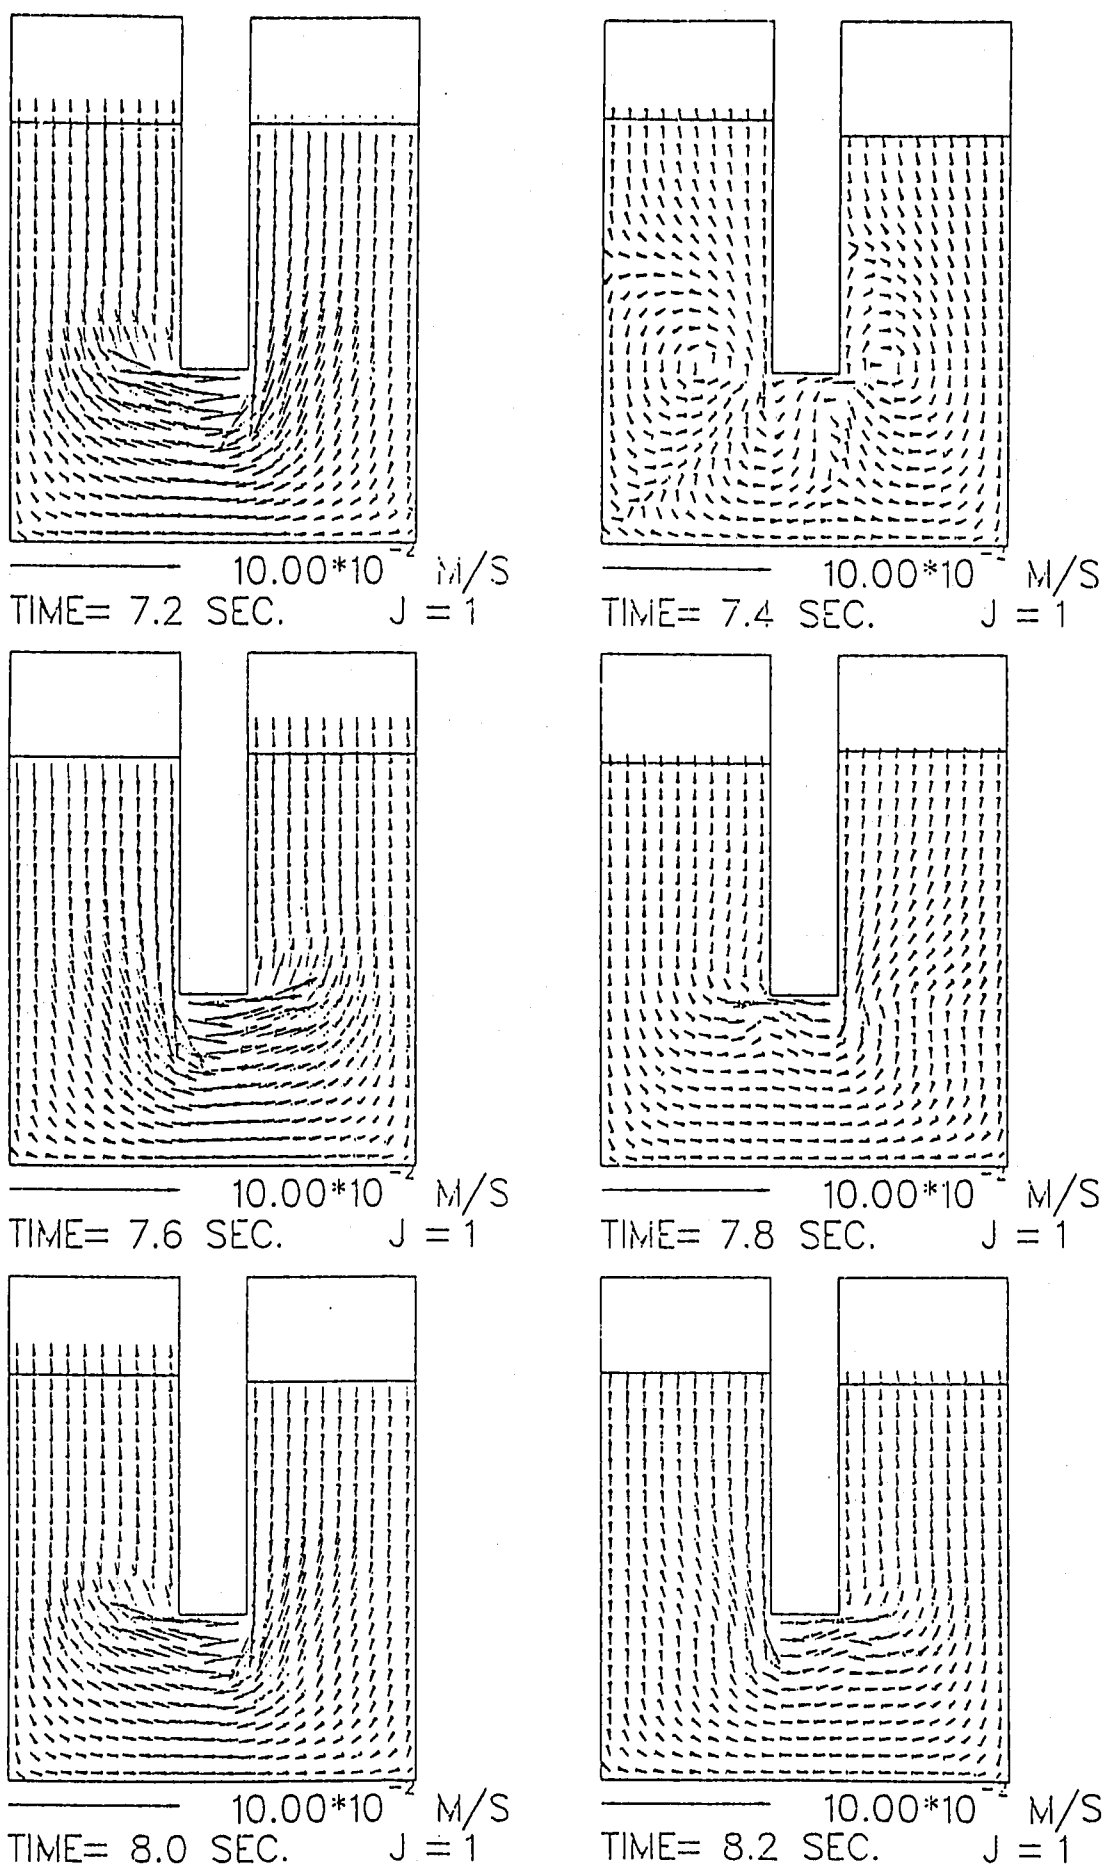 10.00*10⁻² M/S
TIME= 7.2 SEC. J = 1
10.00*10⁻² M/S
TIME= 7.4 SEC. J = 1
10.00*10⁻² M/S
TIME= 7.6 SEC. J = 1
10.00*10⁻² M/S
TIME= 7.8 SEC. J = 1
10.00*10⁻² M/S
TIME= 8.0 SEC. J = 1
10.00*10⁻² M/S
TIME= 8.2 SEC. J = 1